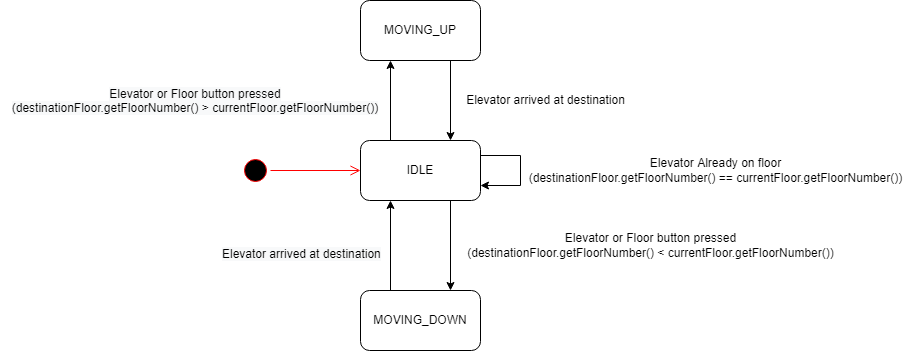 MOVING_UP
Elevator or Floor button pressed
(destinationFloor.getFloorNumber() > currentFloor.getFloorNumber())
Elevator arrived at destination
IDLE
Elevator Already on floor
(destinationFloor.getFloorNumber() == currentFloor.getFloorNumber())
Elevator arrived at destination
Elevator or Floor button pressed
(destinationFloor.getFloorNumber() < currentFloor.getFloorNumber())
MOVING_DOWN